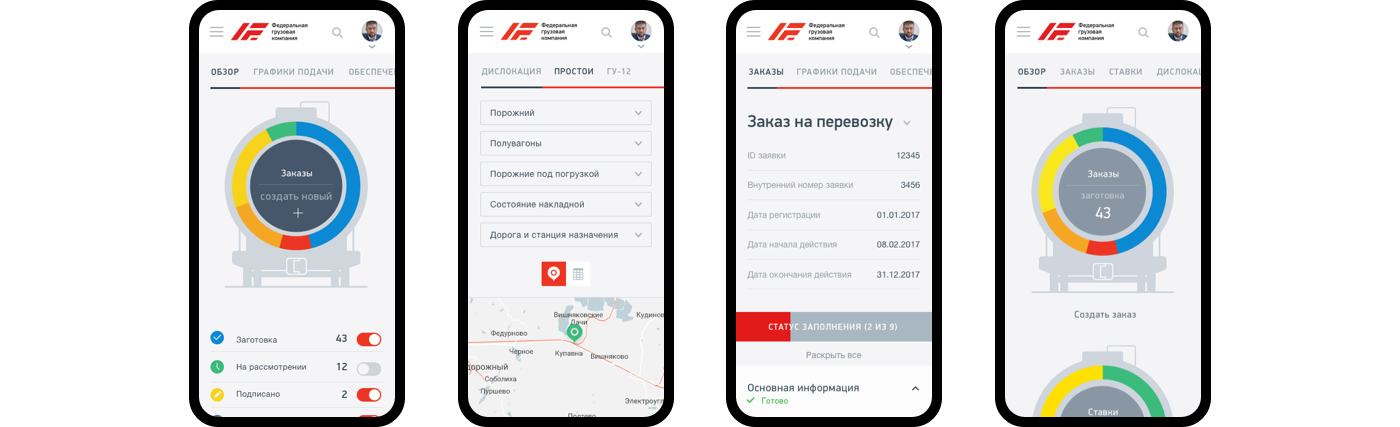 Федеральная
грузовая
компания
ОБЗОР ГРАФИКИ ПОДАЧИ ОБЕСПЕЧЕ
Заказы
создать новый
+
Заготовка 43
На рассмотрении 12
Подписано 2
Федеральная
грузовая
компания
ДИСЛОКАЦИЯ ПРОСТОИ ГУ-12
Порожний
Полувагоны
Порожние под погрузкой
Состояние накладной
Дорога и станция назначения
Вишняковские
Дачи
Кудинов
Федурново
Черное
Купавна
Вишняково
дорожный
Соболиха
Пуршево
Электроугл
Полтево
Федеральная
грузовая
компания
ЗАКАЗЫ ГРАФИКИ ПОДАЧИ ОБЕСПЕЧЕ
Заказ на перевозку
ID заявки 12345
Внутренний номер заявки 3456
Дата регистрации 01.01.2017
Дата начала действия 08.02.2017
Дата окончания действия 31.12.2017
СТАТУС ЗАПОЛНЕНИЯ (2 ИЗ 9)
Раскрыть все
Основная информация
Готово
Федеральная
грузовая
компания
ОБЗОР ЗАКАЗЫ СТАВКИ ДИСЛОКАЦ
Заказы
заготовка
43
Создать заказ
Ставки